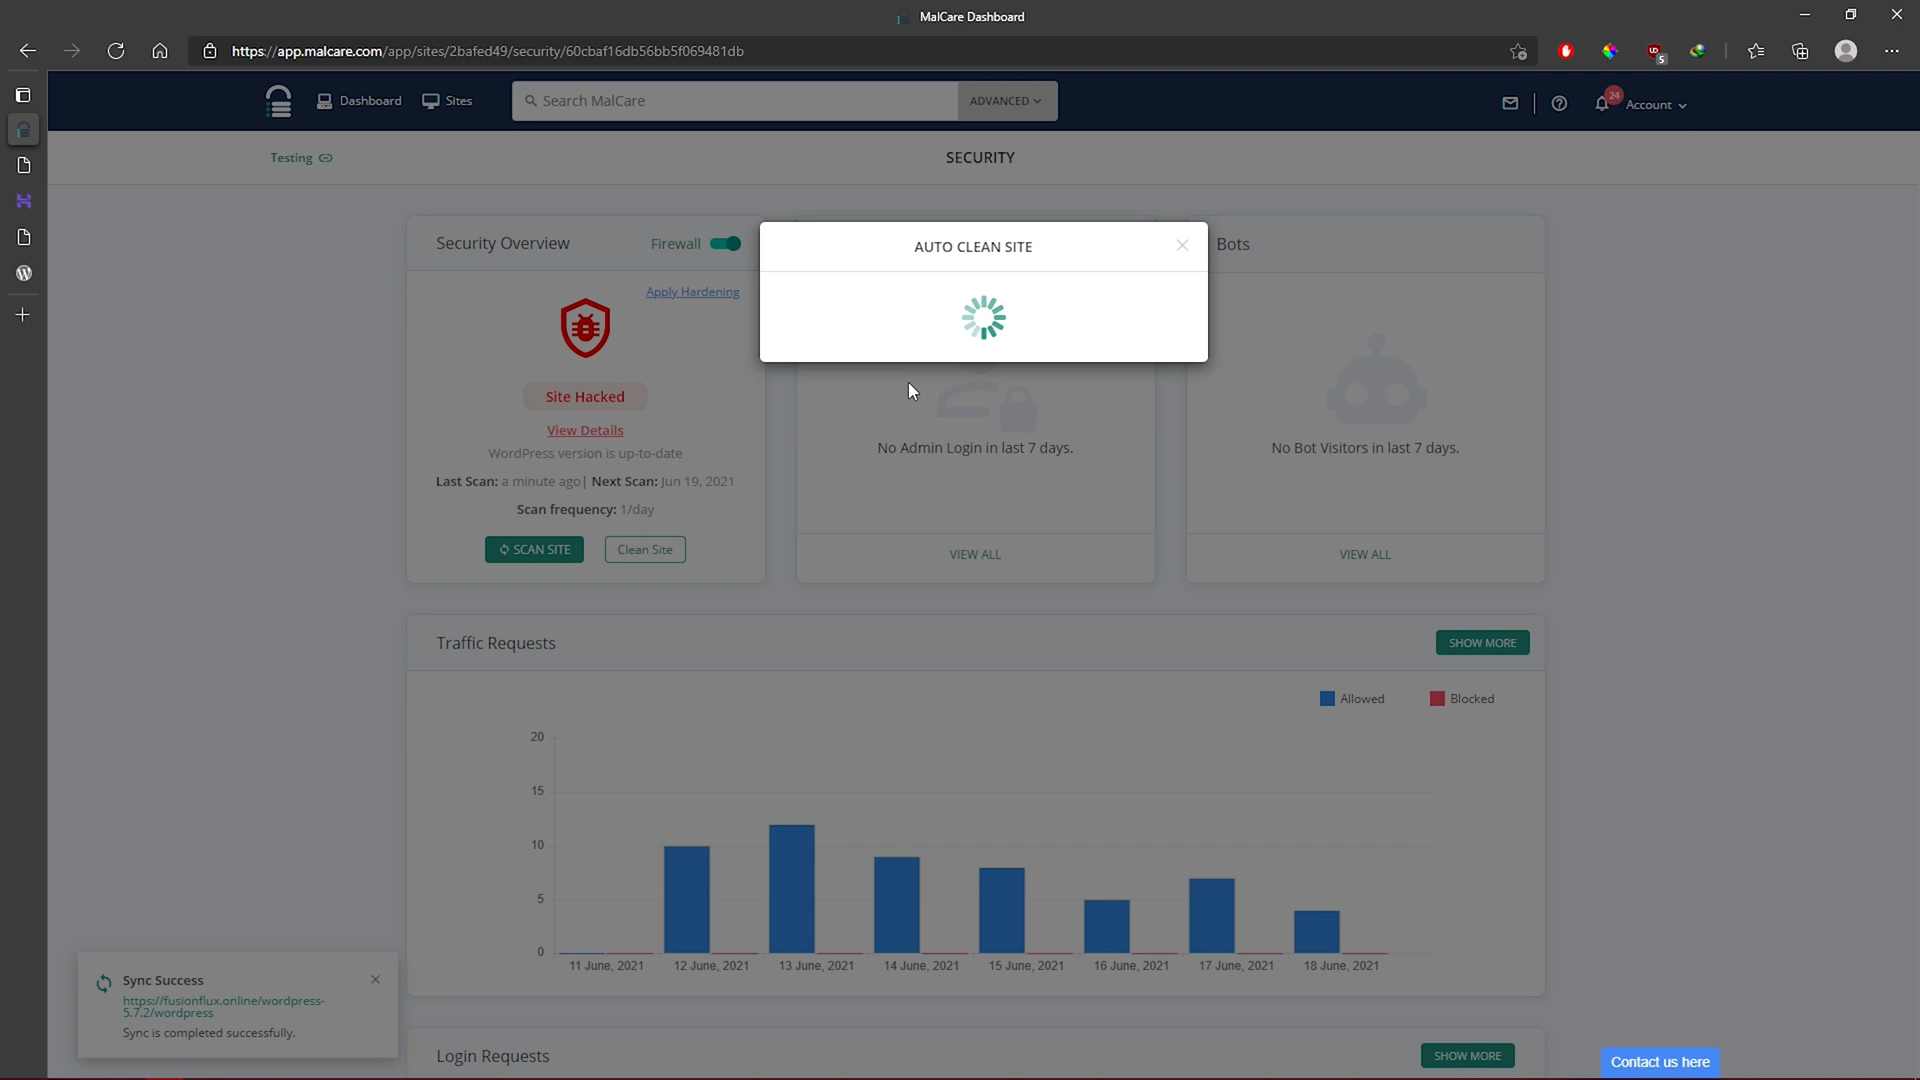 MalCare Dashboard
https://app.malcare.com/app/sites/2bafed49/security/60cbaf16db56bb5f069481db
5
Dashboard
Sites
Search MalCare
ADVANCED
24
Account
Testing
SECURITY
Security Overview
Firewall
Apply Hardening
Site Hacked
View Details
WordPress version is up-to-date
Last Scan: a minute ago| Next Scan: Jun 19, 2021
Scan frequency: 1/day
SCAN SITE
Clean Site
AUTO CLEAN SITE
No Admin Login in last 7 days.
VIEW ALL
Bots
No Bot Visitors in last 7 days.
VIEW ALL
Traffic Requests
SHOW MORE
Allowed
Blocked
20
15
10
5
0
11 June, 2021
12 June, 2021
13 June, 2021
14 June, 2021
15 June, 2021
16 June, 2021
17 June, 2021
18 June, 2021
Sync Success
https://fusionflux.online/wordpress-
5.7.2/wordpress
Sync is completed successfully.
Login Requests
SHOW MORE
Contact us here